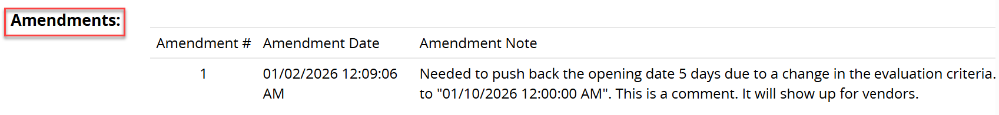 Amendments:
Amendment # Amendment Date Amendment Note
1 01/02/2026 12:09:06 Needed to push back the opening date 5 days due to a change in the evaluation criteria.
AM to "01/10/2026 12:00:00 AM". This is a comment. It will show up for vendors.